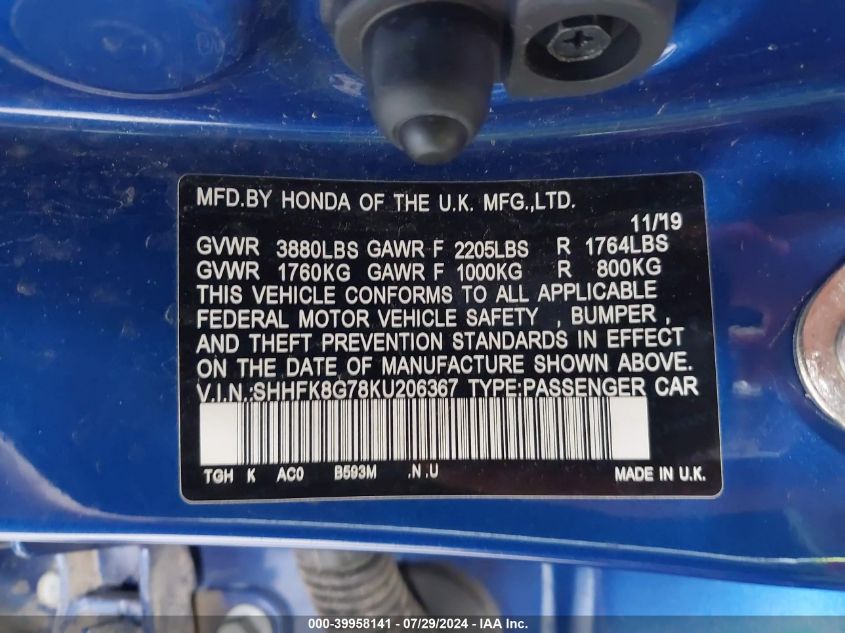 MFD.BY HONDA OF THE U.K. MFG.,LTD.
11/19
GVWR 3880LBS GAWR F 2205LBS R 1764LBS
GVWR 1760KG GAWR F 1000KG R 800KG
THIS VEHICLE CONFORMS TO ALL APPLICABLE
FEDERAL MOTOR VEHICLE SAFETY , BUMPER ,
AND THEFT PREVENTION STANDARDS IN EFFECT
ON THE DATE OF MANUFACTURE SHOWN ABOVE.
V.I.N.:SHHFK8G78KU206367 TYPE:PASSENGER CAR
TGH K AC0 B593M .N .U MADE IN U.K.
000-39958141 - 07/29/2024 - IAA Inc.